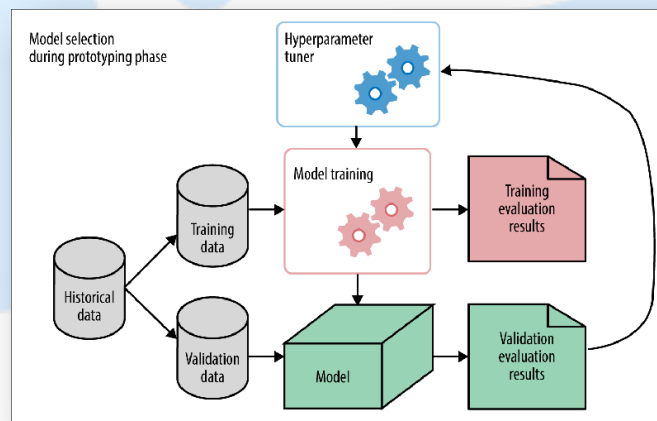 Model selection
during prototyping phase
Hyperparameter
tuner
Model training
Training
data
Training
evaluation
results
Historical
data
Validation
data
Model
Validation
evaluation
results